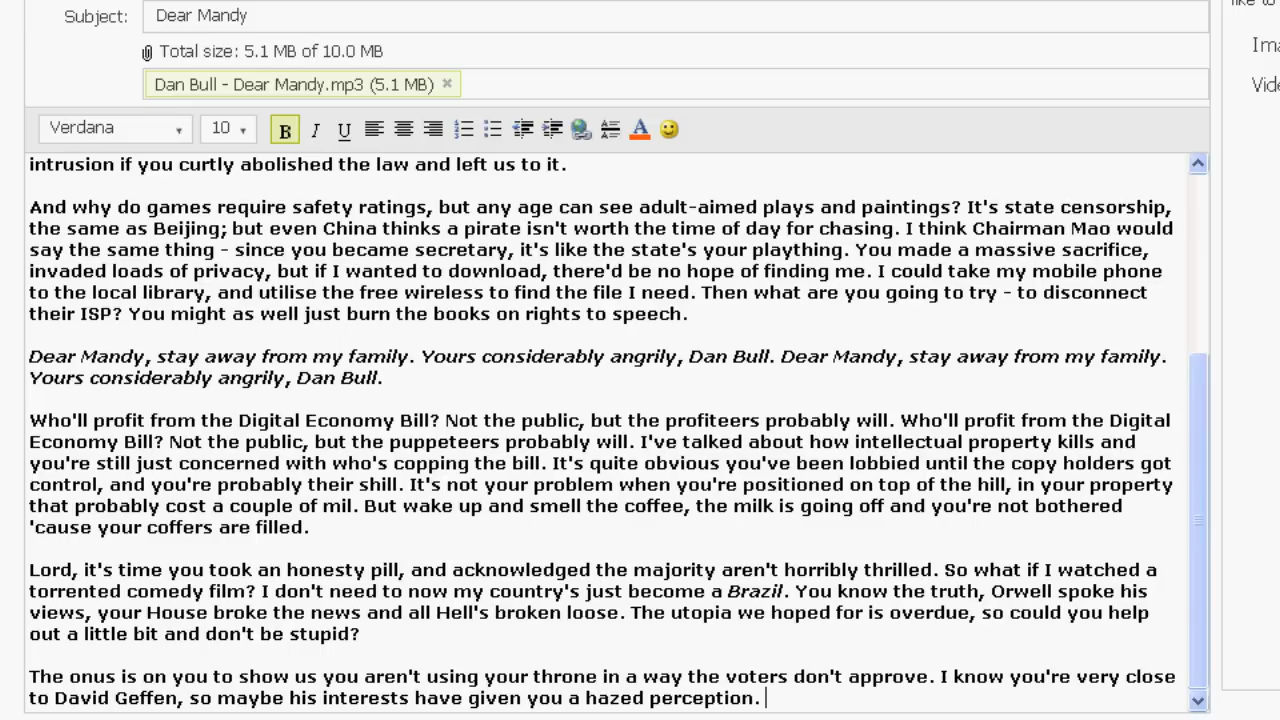 like to
Subject: Dear Mandy
Total size: 5.1 MB of 10.0 MB
Ima
Dan Bull - Dear Mandy.mp3 (5.1 MB) ×
Vide
Verdana 10 B I U A
intrusion if you curtly abolished the law and left us to it.
And why do games require safety ratings, but any age can see adult-aimed plays and paintings? It's state censorship,
the same as Beijing; but even China thinks a pirate isn't worth the time of day for chasing. I think Chairman Mao would
say the same thing - since you became secretary, it's like the state's your plaything. You made a massive sacrifice,
invaded loads of privacy, but if I wanted to download, there'd be no hope of finding me. I could take my mobile phone
to the local library, and utilise the free wireless to find the file I need. Then what are you going to try - to disconnect
their ISP? You might as well just burn the books on rights to speech.
Dear Mandy, stay away from my family. Yours considerably angrily, Dan Bull. Dear Mandy, stay away from my family.
Yours considerably angrily, Dan Bull.
Who'll profit from the Digital Economy Bill? Not the public, but the profiteers probably will. Who'll profit from the Digital
Economy Bill? Not the public, but the puppeteers probably will. I've talked about how intellectual property kills and
you're still just concerned with who's copping the bill. It's quite obvious you've been lobbied until the copy holders got
control, and you're probably their shill. It's not your problem when you're positioned on top of the hill, in your property
that probably cost a couple of mil. But wake up and smell the coffee, the milk is going off and you're not bothered
'cause your coffers are filled.
Lord, it's time you took an honesty pill, and acknowledged the majority aren't horribly thrilled. So what if I watched a
torrented comedy film? I don't need to now my country's just become a Brazil. You know the truth, Orwell spoke his
views, your House broke the news and all Hell's broken loose. The utopia we hoped for is overdue, so could you help
out a little bit and don't be stupid?
The onus is on you to show us you aren't using your throne in a way the voters don't approve. I know you're very close
to David Geffen, so maybe his interests have given you a hazed perception.